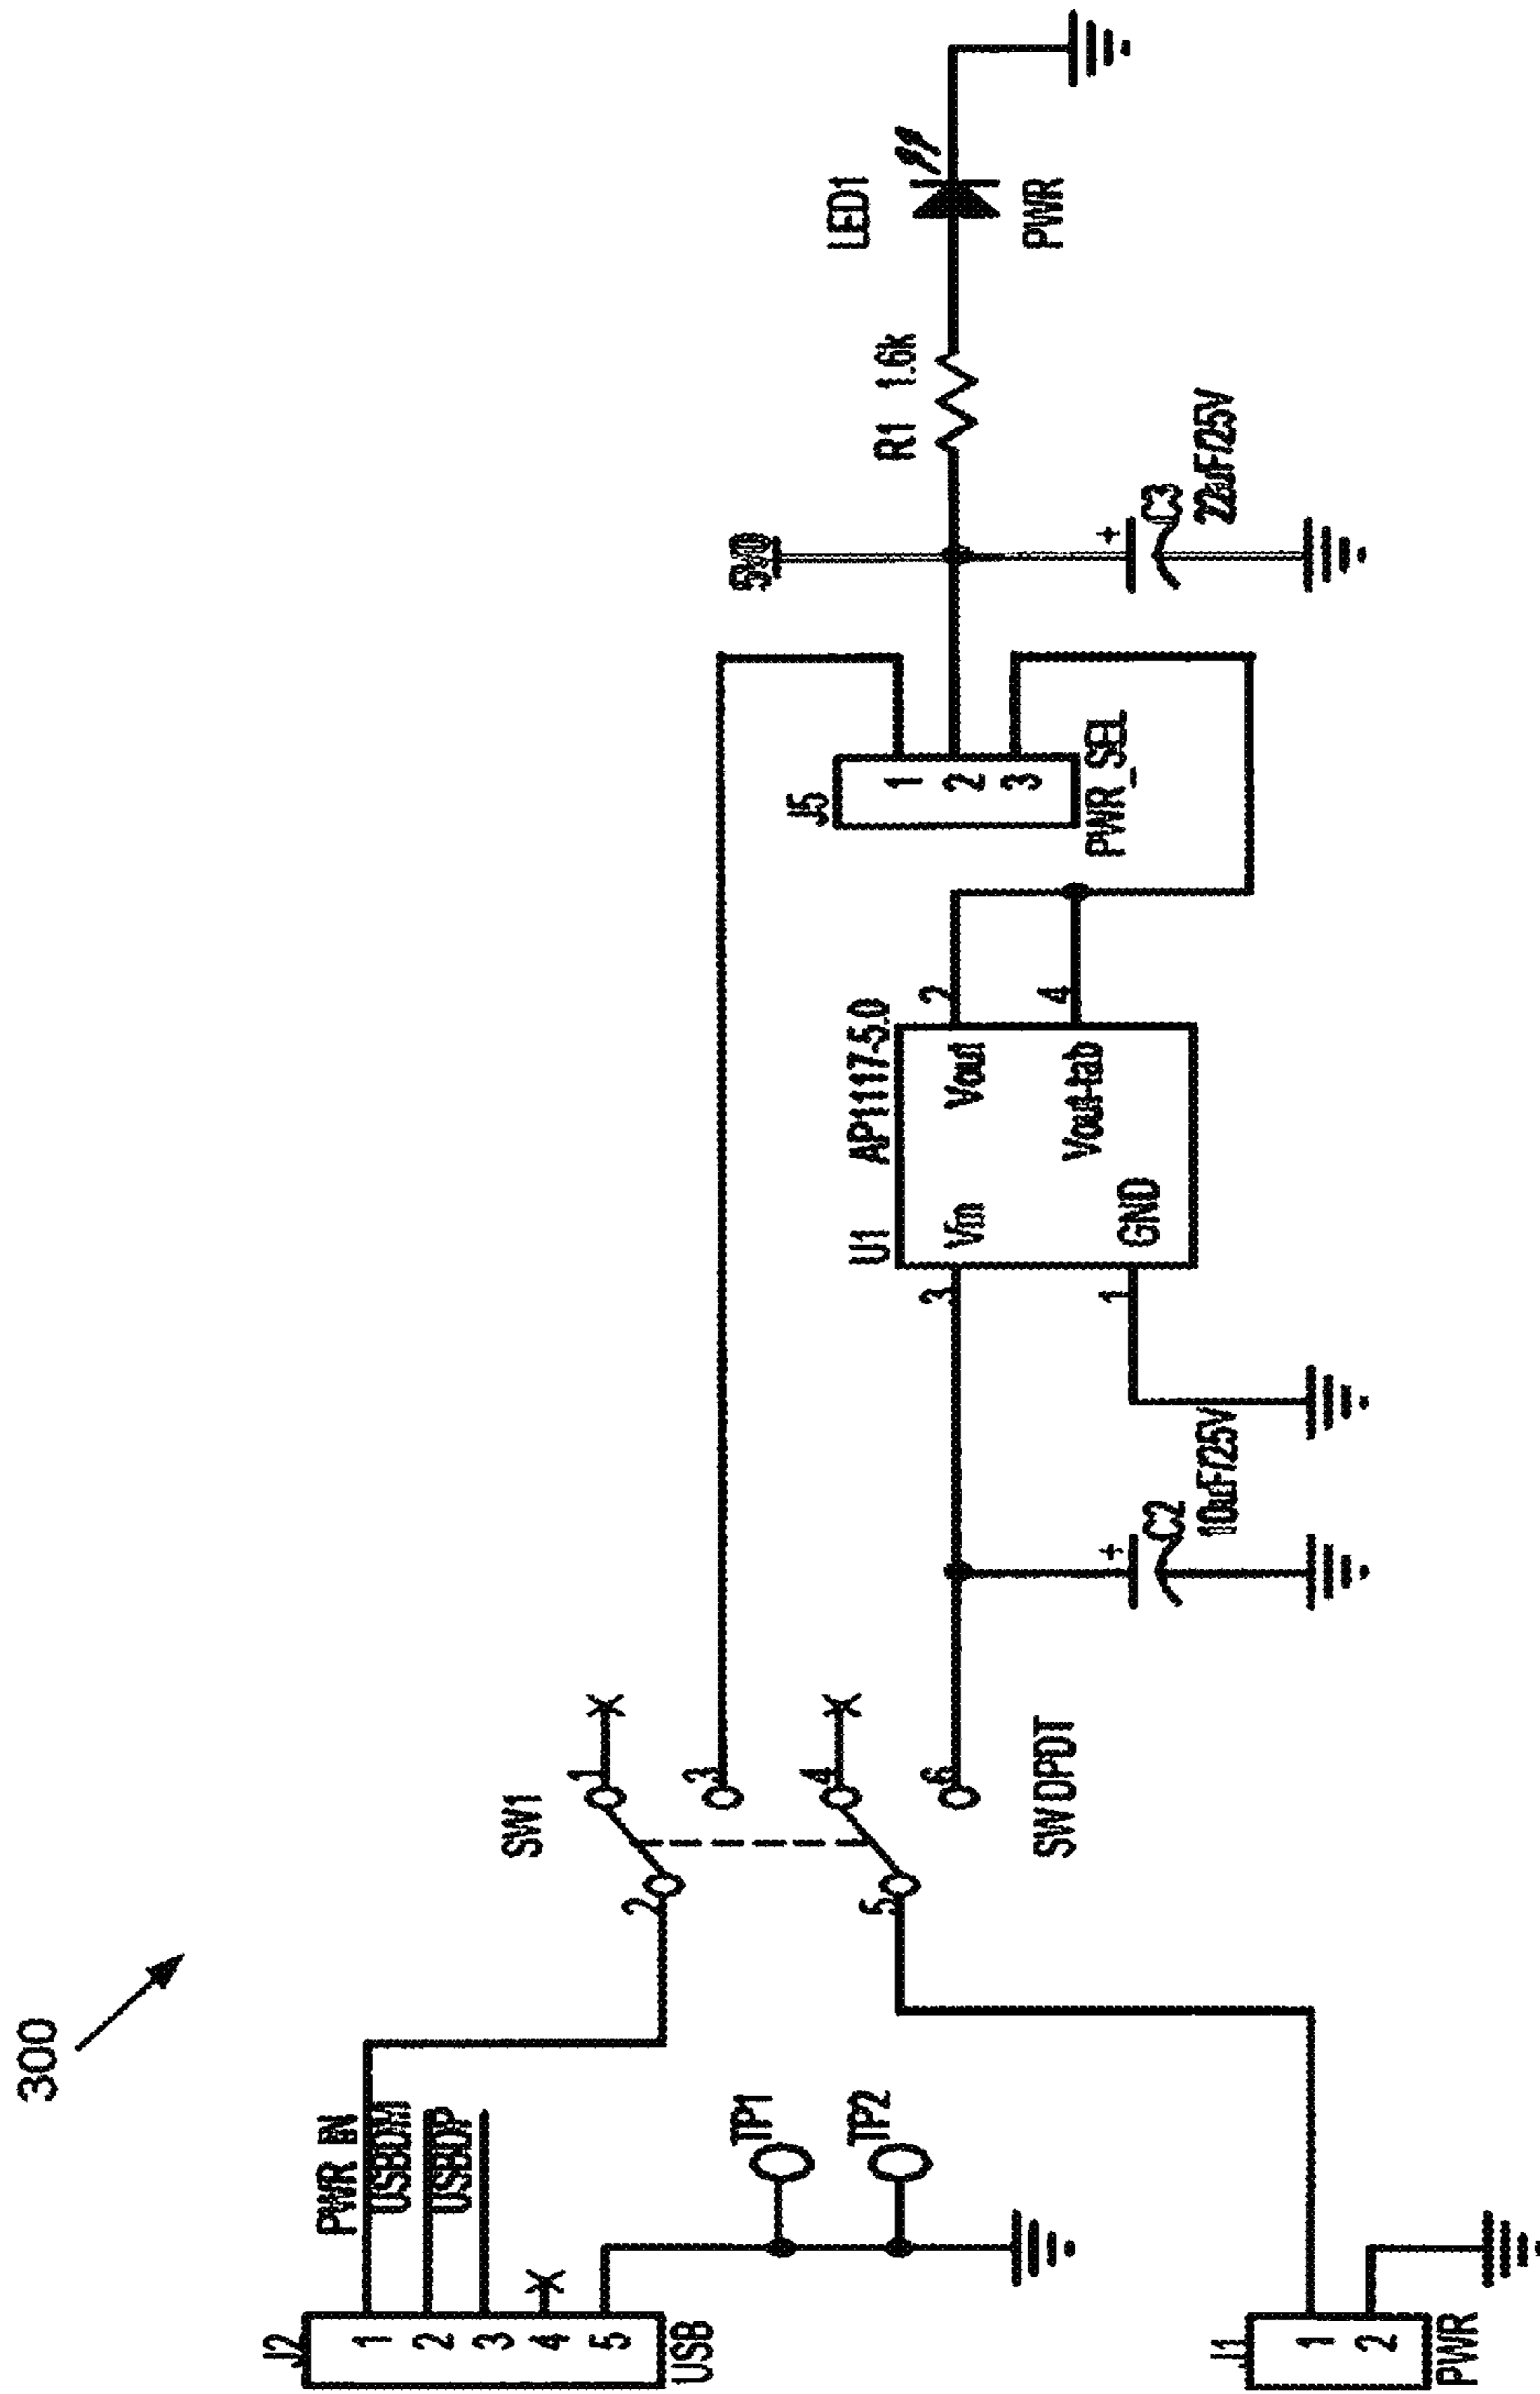 300
J2
1
2
3
4
5
USB
PWR_IN
USBDM
USBDP
TP1
TP2
J1
1
2
PWR
SW1
1
2
3
4
5
6
SW DPDT
C2
10uF/25V
+
U1 AP1117-5.0
3
Vin
Vout
2
Vout-tab
4
1
GND
J5
1
2
3
PWR_SEL
5V0
+
C3
22uF/25V
R1 1.6k
LED1
PWR